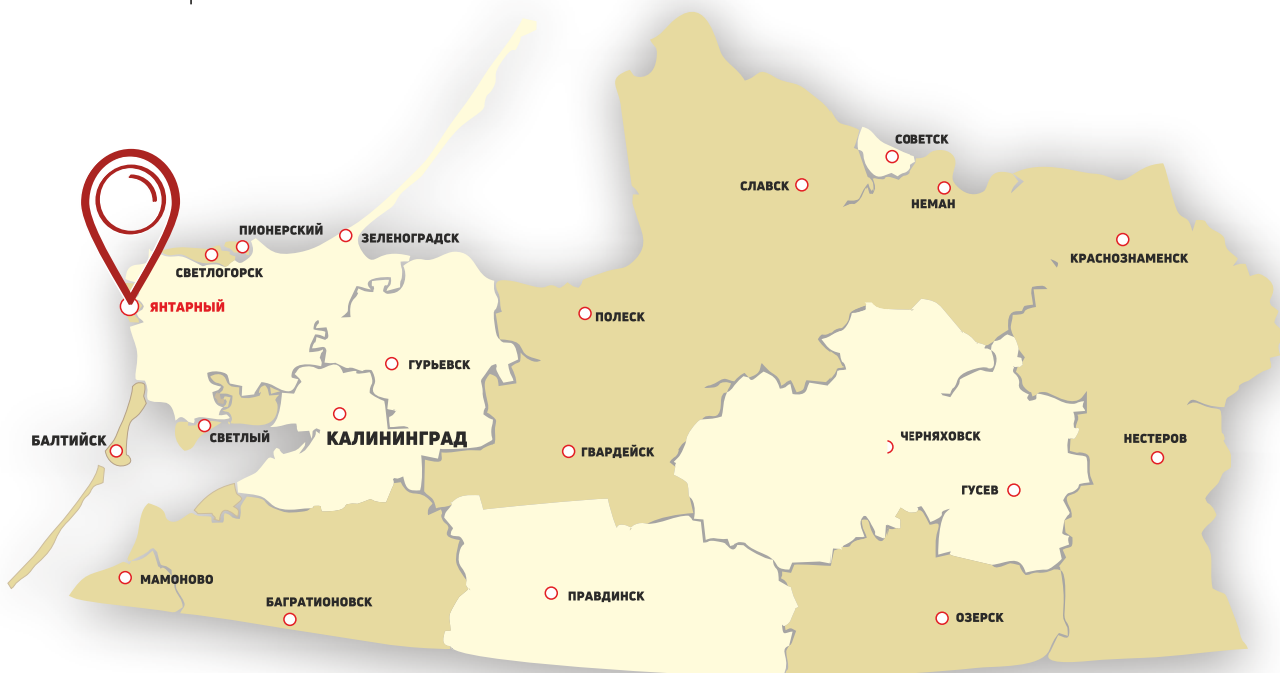 СОВЕТСК
СЛАВСК
НЕМАН
ПИОНЕРСКИЙ
ЗЕЛЕНОГРАДСК
КРАСНОЗНАМЕНСК
СВЕТЛОГОРСК
ЯНТАРНЫЙ
ПОЛЕСК
ГУРЬЕВСК
БАЛТИЙСК
СВЕТЛЫЙ
КАЛИНИНГРАД
ЧЕРНЯХОВСК
НЕСТЕРОВ
ГВАРДЕЙСК
ГУСЕВ
МАМОНОВО
БАГРАТИОНОВСК
ПРАВДИНСК
ОЗЕРСК